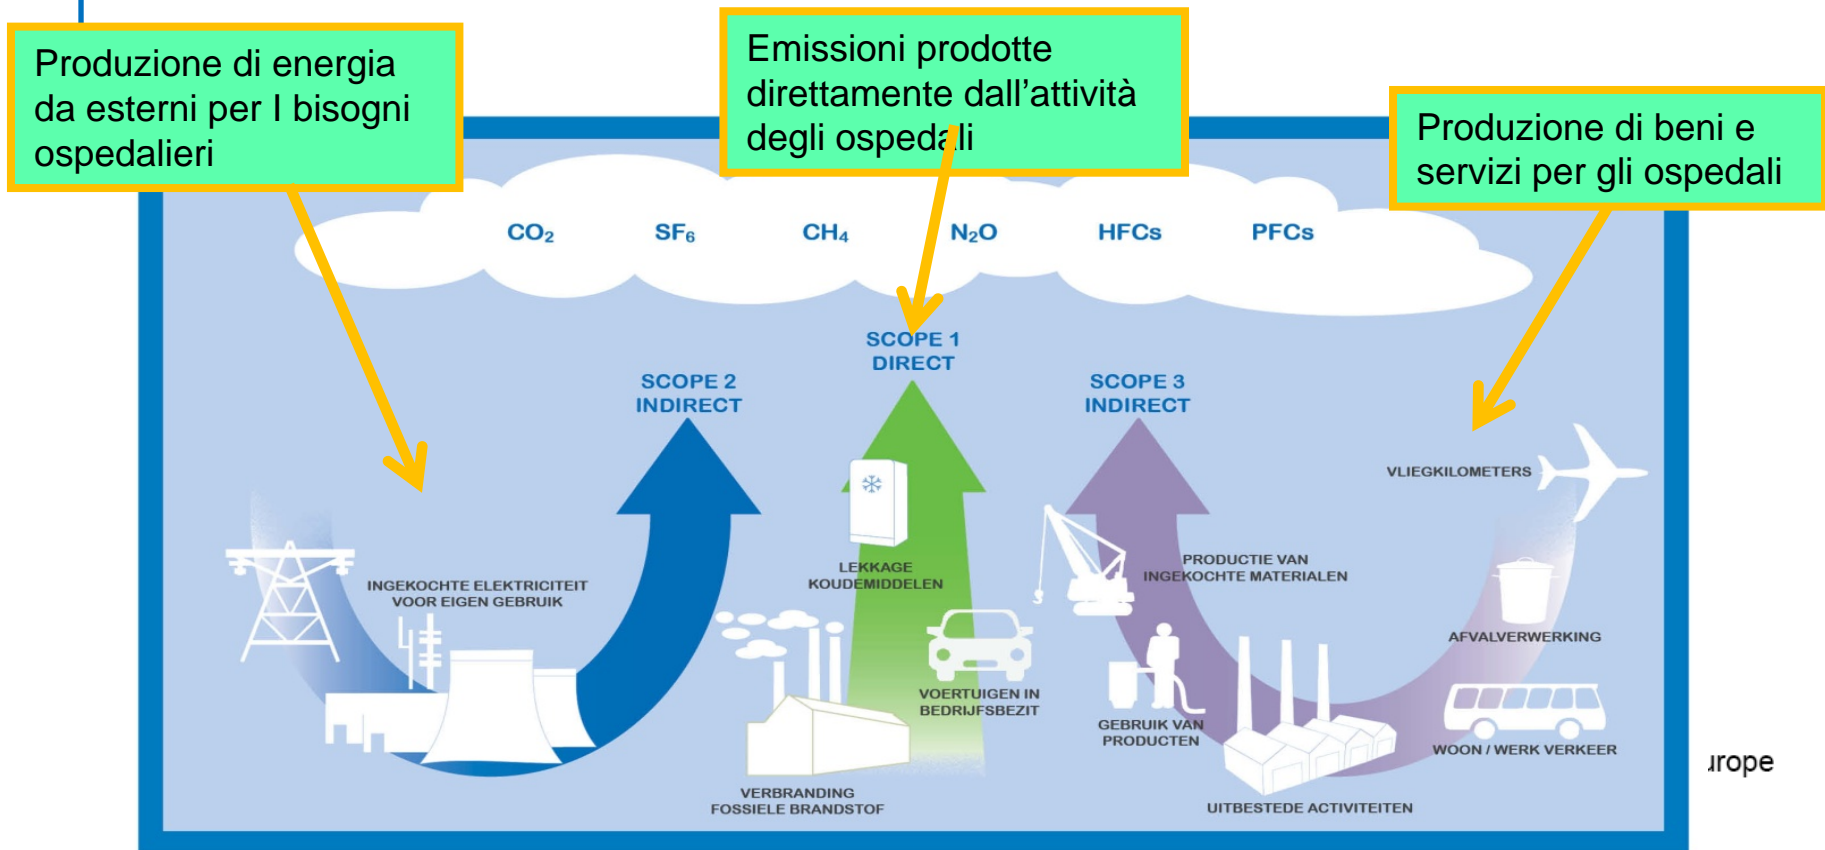 Produzione di energia
da esterni per I bisogni
ospedalieri
Emissioni prodotte
direttamente dall'attività
degli ospedali
Produzione di beni e
servizi per gli ospedali
CO₂ SF₆ CH₄ N₂O HFCs PFCs
SCOPE 1
DIRECT
SCOPE 2
INDIRECT
SCOPE 3
INDIRECT
VLIEGKILOMETERS
LEKKAGE
KOUDEMIDDELEN
PRODUCTIE VAN
INGEKOCHTE MATERIALEN
INGEKOCHTE ELEKTRICITEIT
VOOR EIGEN GEBRUIK
AFVALVERWERKING
VOERTUIGEN IN
BEDRIJFSBEZIT
GEBRUIK VAN
PRODUCTEN
WOON / WERK VERKEER
VERBRANDING
FOSSIELE BRANDSTOF
UITBESTEDE ACTIVITEITEN